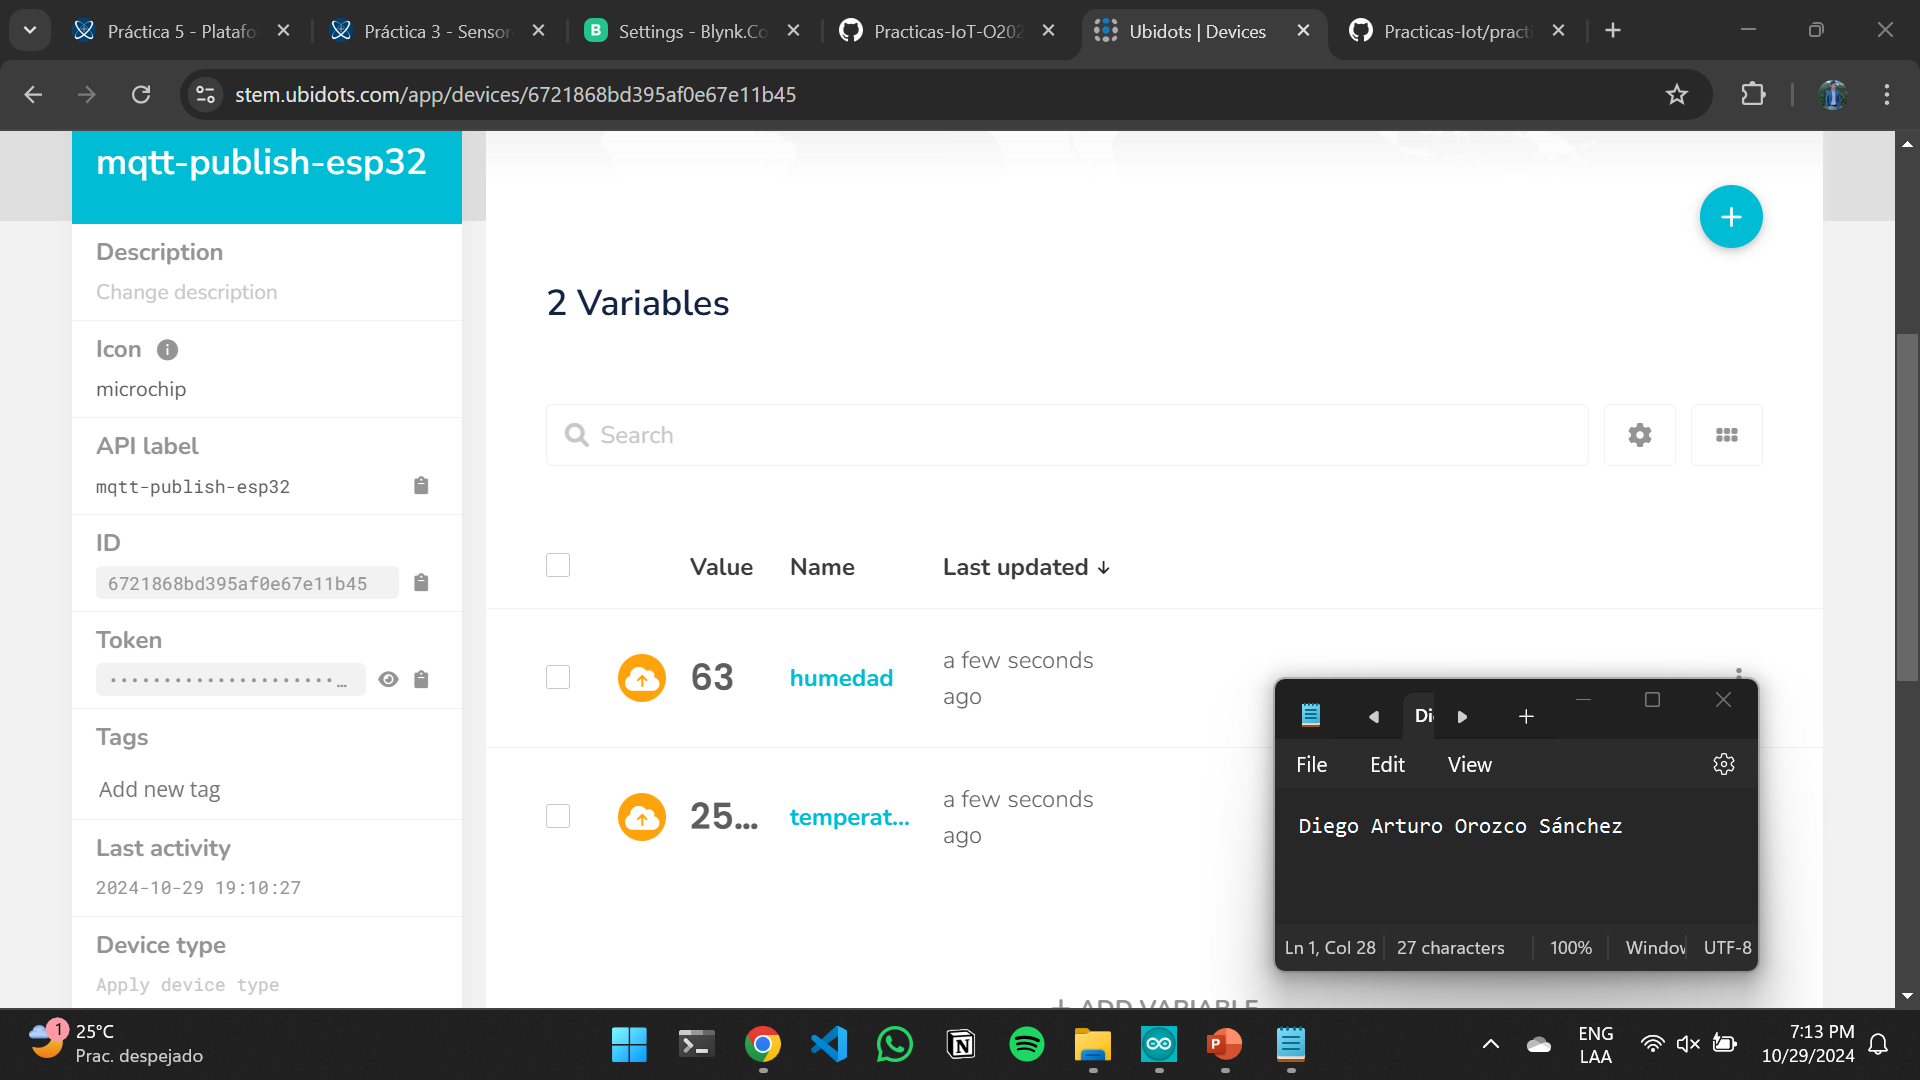 Práctica 5 - Platafo
Práctica 3 - Sensor
Settings - Blynk.Co
Practicas-IoT-O202
Ubidots | Devices
Practicas-Iot/practi
stem.ubidots.com/app/devices/6721868bd395af0e67e11b45
mqtt-publish-esp32
Description
Change description
Icon
microchip
API label
mqtt-publish-esp32
ID
6721868bd395af0e67e11b45
Token
Tags
Add new tag
Last activity
2024-10-29 19:10:27
Device type
Apply device type
2 Variables
Search
Value Name Last updated
63 humedad a few seconds
ago
25... temperat... a few seconds
ago
+ ADD VARIABLE
Di
File Edit View
Diego Arturo Orozco Sánchez
Ln 1, Col 28 27 characters 100% Window UTF-8
1
25°C
Prac. despejado
ENG
LAA
7:13 PM
10/29/2024